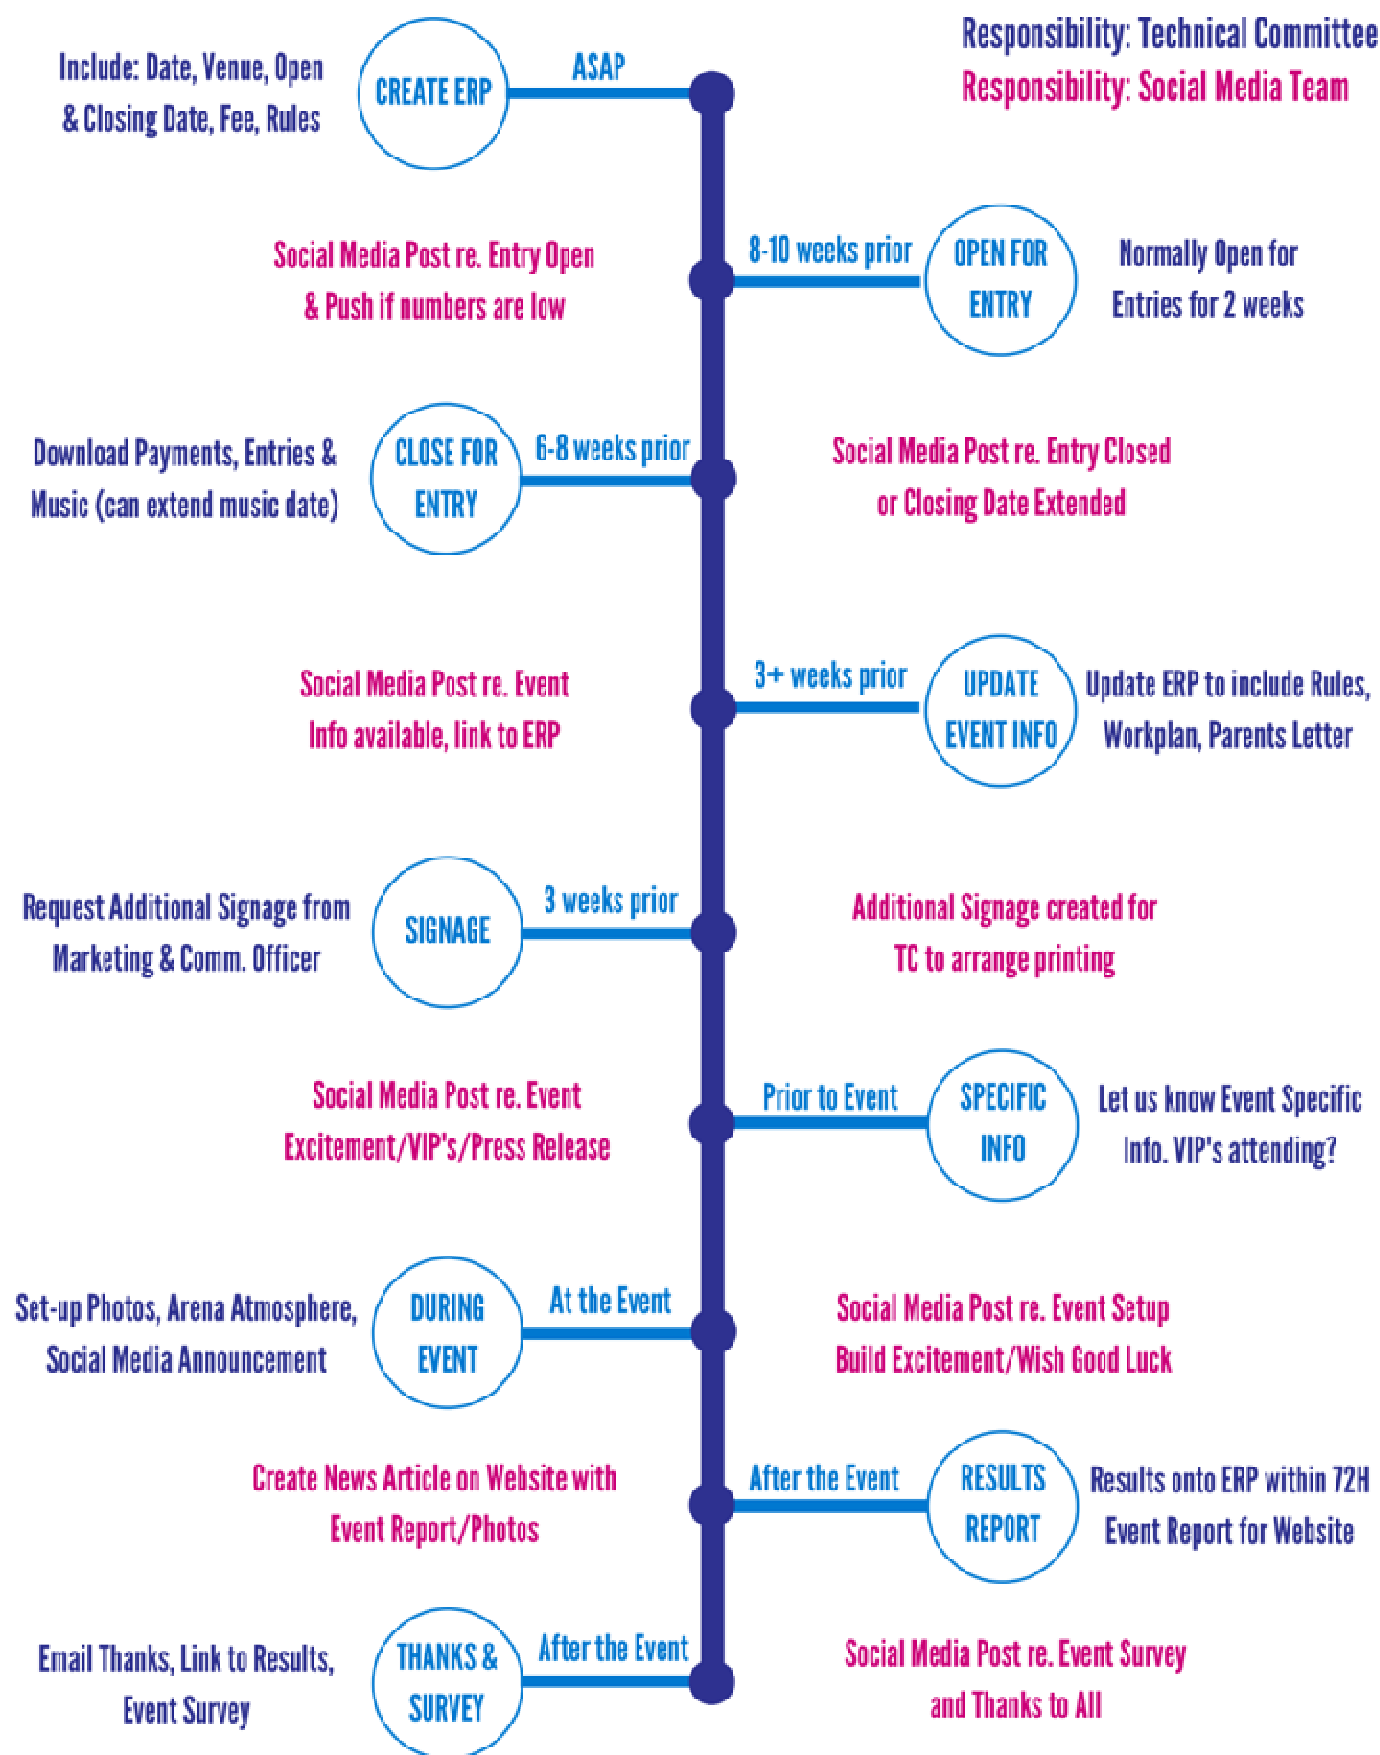 Responsibility: Technical Committee
Responsibility: Social Media Team
Include: Date, Venue, Open
& Closing Date, Fee, Rules
CREATE ERP
ASAP
Social Media Post re. Entry Open
& Push if numbers are low
8-10 weeks prior
OPEN FOR
ENTRY
Normally Open for
Entries for 2 weeks
Download Payments, Entries &
Music (can extend music date)
CLOSE FOR
ENTRY
6-8 weeks prior
Social Media Post re. Entry Closed
or Closing Date Extended
Social Media Post re. Event
Info available, link to ERP
3+ weeks prior
UPDATE
EVENT INFO
Update ERP to include Rules,
Workplan, Parents Letter
Request Additional Signage from
Marketing & Comm. Officer
SIGNAGE
3 weeks prior
Additional Signage created for
TC to arrange printing
Social Media Post re. Event
Excitement/VIP's/Press Release
Prior to Event
SPECIFIC
INFO
Let us know Event Specific
Info. VIP's attending?
Set-up Photos, Arena Atmosphere,
Social Media Announcement
DURING
EVENT
At the Event
Social Media Post re. Event Setup
Build Excitement/Wish Good Luck
Create News Article on Website with
Event Report/Photos
After the Event
RESULTS
REPORT
Results onto ERP within 72H
Event Report for Website
Email Thanks, Link to Results,
Event Survey
THANKS &
SURVEY
After the Event
Social Media Post re. Event Survey
and Thanks to All